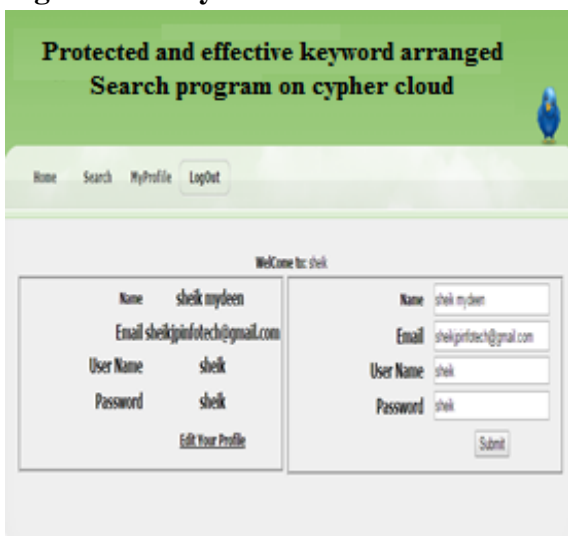 Protected and effective keyword arranged
Search program on cypher cloud
Home Search MyProfile LogOut
WelCome to: sheik
Name sheik mydeen
Email sheikjpinfotech@gmail.com
User Name sheik
Password sheik
Edit Your Profile
Name sheik mydeen
Email sheikjpinfotech@gmail.com
User Name sheik
Password sheik
Submit